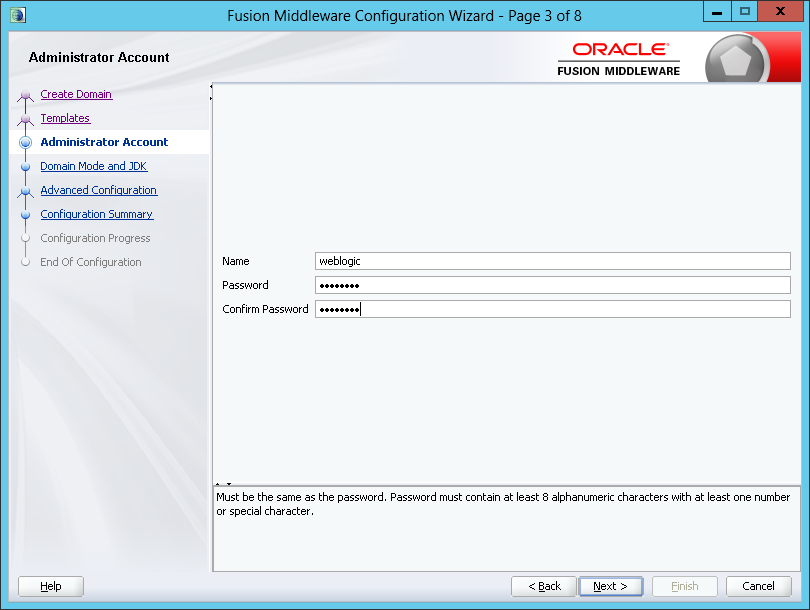 Fusion Middleware Configuration Wizard - Page 3 of 8
Administrator Account
ORACLE
FUSION MIDDLEWARE
Create Domain
Templates
Administrator Account
Domain Mode and JDK
Advanced Configuration
Configuration Summary
Configuration Progress
End Of Configuration
Name weblogic
Password ••••••••
Confirm Password ••••••••
Must be the same as the password. Password must contain at least 8 alphanumeric characters with at least one number
or special character.
Help < Back Next > Finish Cancel